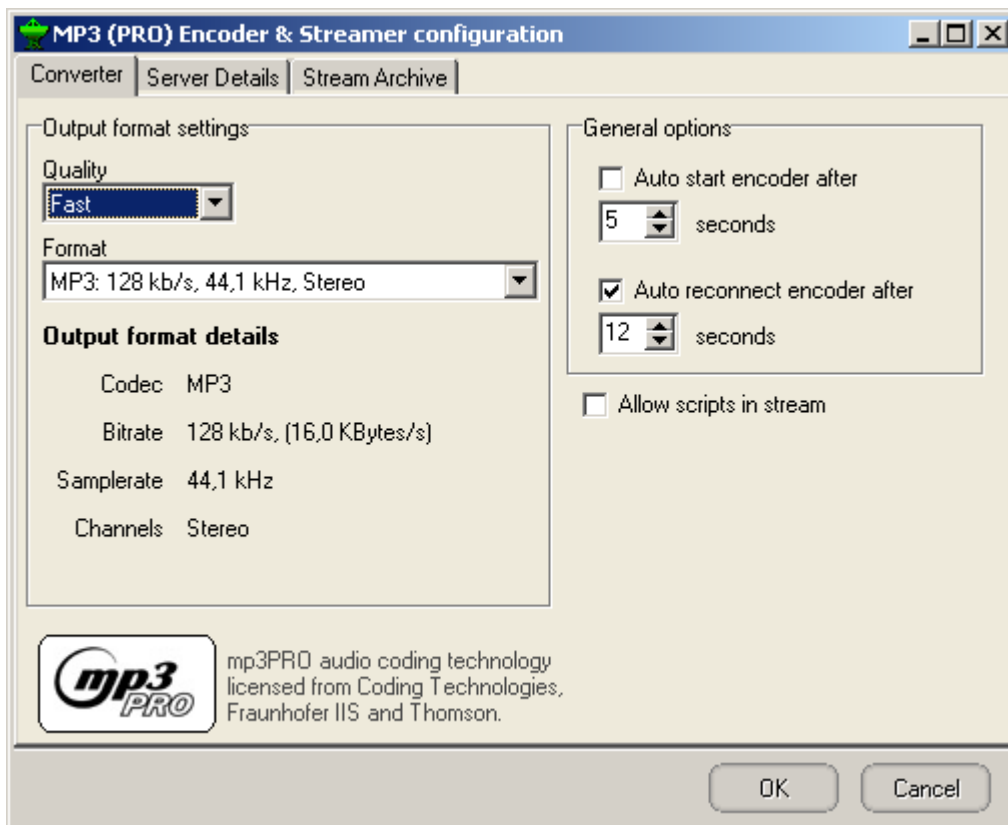 MP3 (PRO) Encoder & Streamer configuration
Converter
Server Details
Stream Archive
Output format settings
Quality
Fast
Format
MP3: 128 kb/s, 44,1 kHz, Stereo
Output format details
Codec MP3
Bitrate 128 kb/s, (16,0 KBytes/s)
Samplerate 44,1 kHz
Channels Stereo
General options
Auto start encoder after
5 seconds
Auto reconnect encoder after
12 seconds
Allow scripts in stream
mp3 PRO
mp3PRO audio coding technology
licensed from Coding Technologies,
Fraunhofer IIS and Thomson.
OK
Cancel